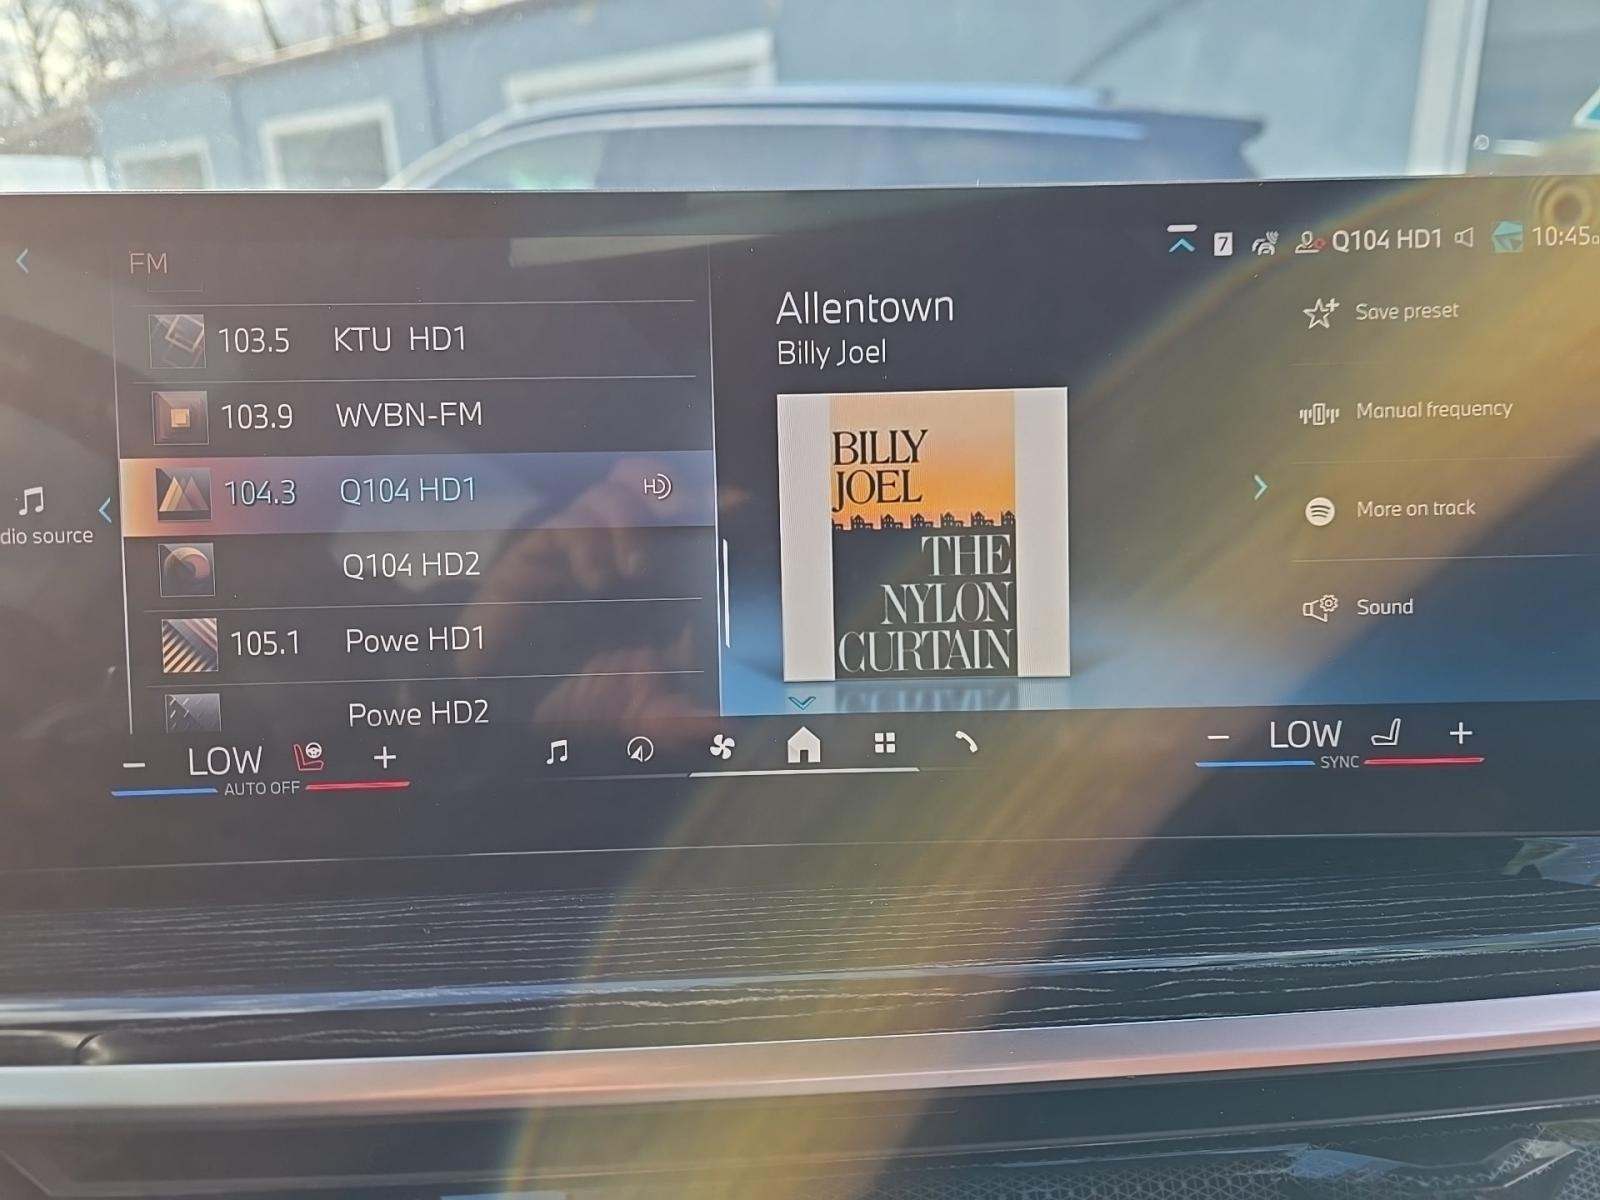 7 Q104 HD1 10:45
FM
103.5 KTU HD1
103.9 WVBN-FM
104.3 Q104 HD1 HD
Q104 HD2
105.1 Powe HD1
Powe HD2
dio source
Allentown
Billy Joel
BILLY
JOEL
THE
NYLON
CURTAIN
Save preset
Manual frequency
More on track
Sound
− LOW +
AUTO OFF
− LOW +
SYNC